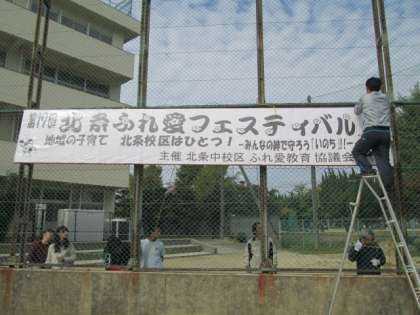 第17回 北条ふれ愛フェスティバル
地域の子育て 北条校区はひとつ！ -みんなの絆で守ろう「いのち」!!-
主催 北条中校区 ふれ愛教育協議会